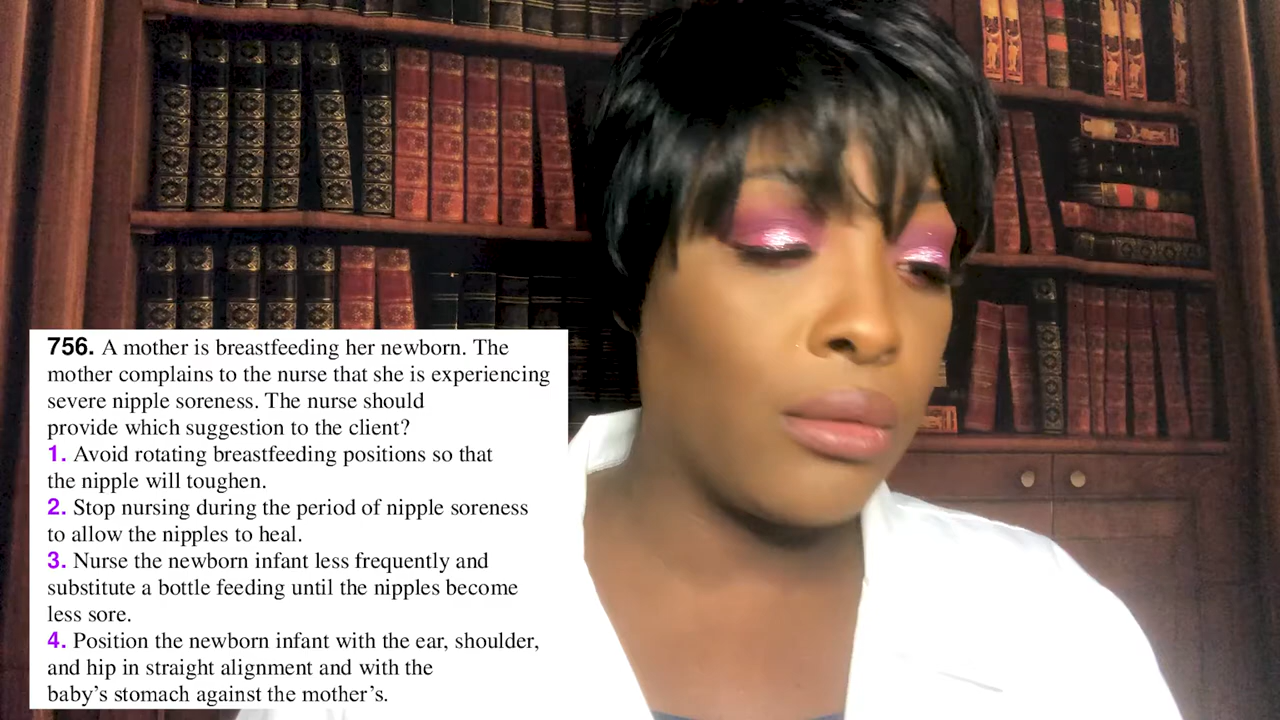 756. A mother is breastfeeding her newborn. The
mother complains to the nurse that she is experiencing
severe nipple soreness. The nurse should
provide which suggestion to the client?
1. Avoid rotating breastfeeding positions so that
the nipple will toughen.
2. Stop nursing during the period of nipple soreness
to allow the nipples to heal.
3. Nurse the newborn infant less frequently and
substitute a bottle feeding until the nipples become
less sore.
4. Position the newborn infant with the ear, shoulder,
and hip in straight alignment and with the
baby's stomach against the mother's.